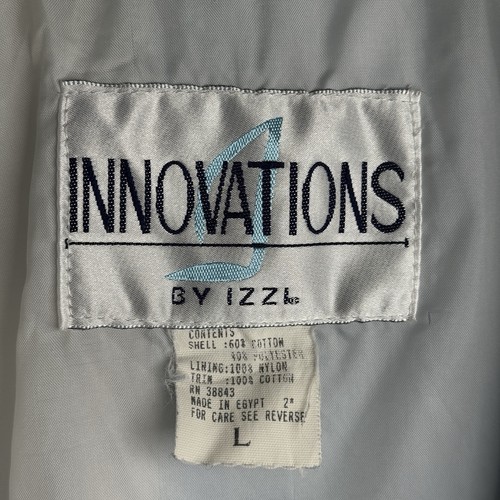 INNOVATIONS
BY IZZI
CONTENTS
SHELL :60% COTTON
40% POLYESTER
LINING:100% NYLON
TRIM :100% COTTON
RN 38843
MADE IN EGYPT 2"
FOR CARE SEE REVERSE
L